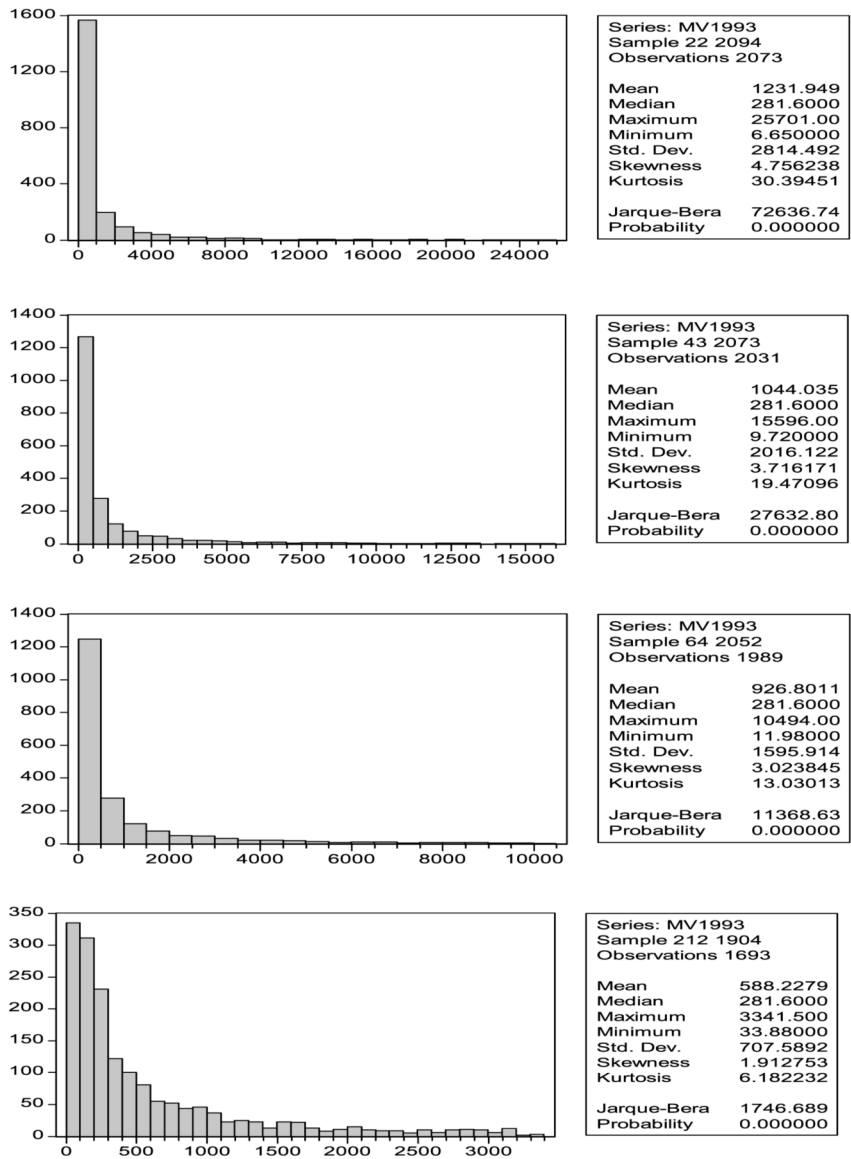 1600
1200
800
400
0
0 4000 8000 12000 16000 20000 24000
Series: MV1993
Sample 22 2094
Observations 2073
Mean 1231.949
Median 281.6000
Maximum 25701.00
Minimum 6.650000
Std. Dev. 2814.492
Skewness 4.756238
Kurtosis 30.39451
Jarque-Bera 72636.74
Probability 0.000000
1400
1200
1000
800
600
400
200
0
0 2500 5000 7500 10000 12500 15000
Series: MV1993
Sample 43 2073
Observations 2031
Mean 1044.035
Median 281.6000
Maximum 15596.00
Minimum 9.720000
Std. Dev. 2016.122
Skewness 3.716171
Kurtosis 19.47096
Jarque-Bera 27632.80
Probability 0.000000
1400
1200
1000
800
600
400
200
0
0 2000 4000 6000 8000 10000
Series: MV1993
Sample 64 2052
Observations 1989
Mean 926.8011
Median 281.6000
Maximum 10494.00
Minimum 11.98000
Std. Dev. 1595.914
Skewness 3.023845
Kurtosis 13.03013
Jarque-Bera 11368.63
Probability 0.000000
350
300
250
200
150
100
50
0
0 500 1000 1500 2000 2500 3000
Series: MV1993
Sample 212 1904
Observations 1693
Mean 588.2279
Median 281.6000
Maximum 3341.500
Minimum 33.88000
Std. Dev. 707.5892
Skewness 1.912753
Kurtosis 6.182232
Jarque-Bera 1746.689
Probability 0.000000